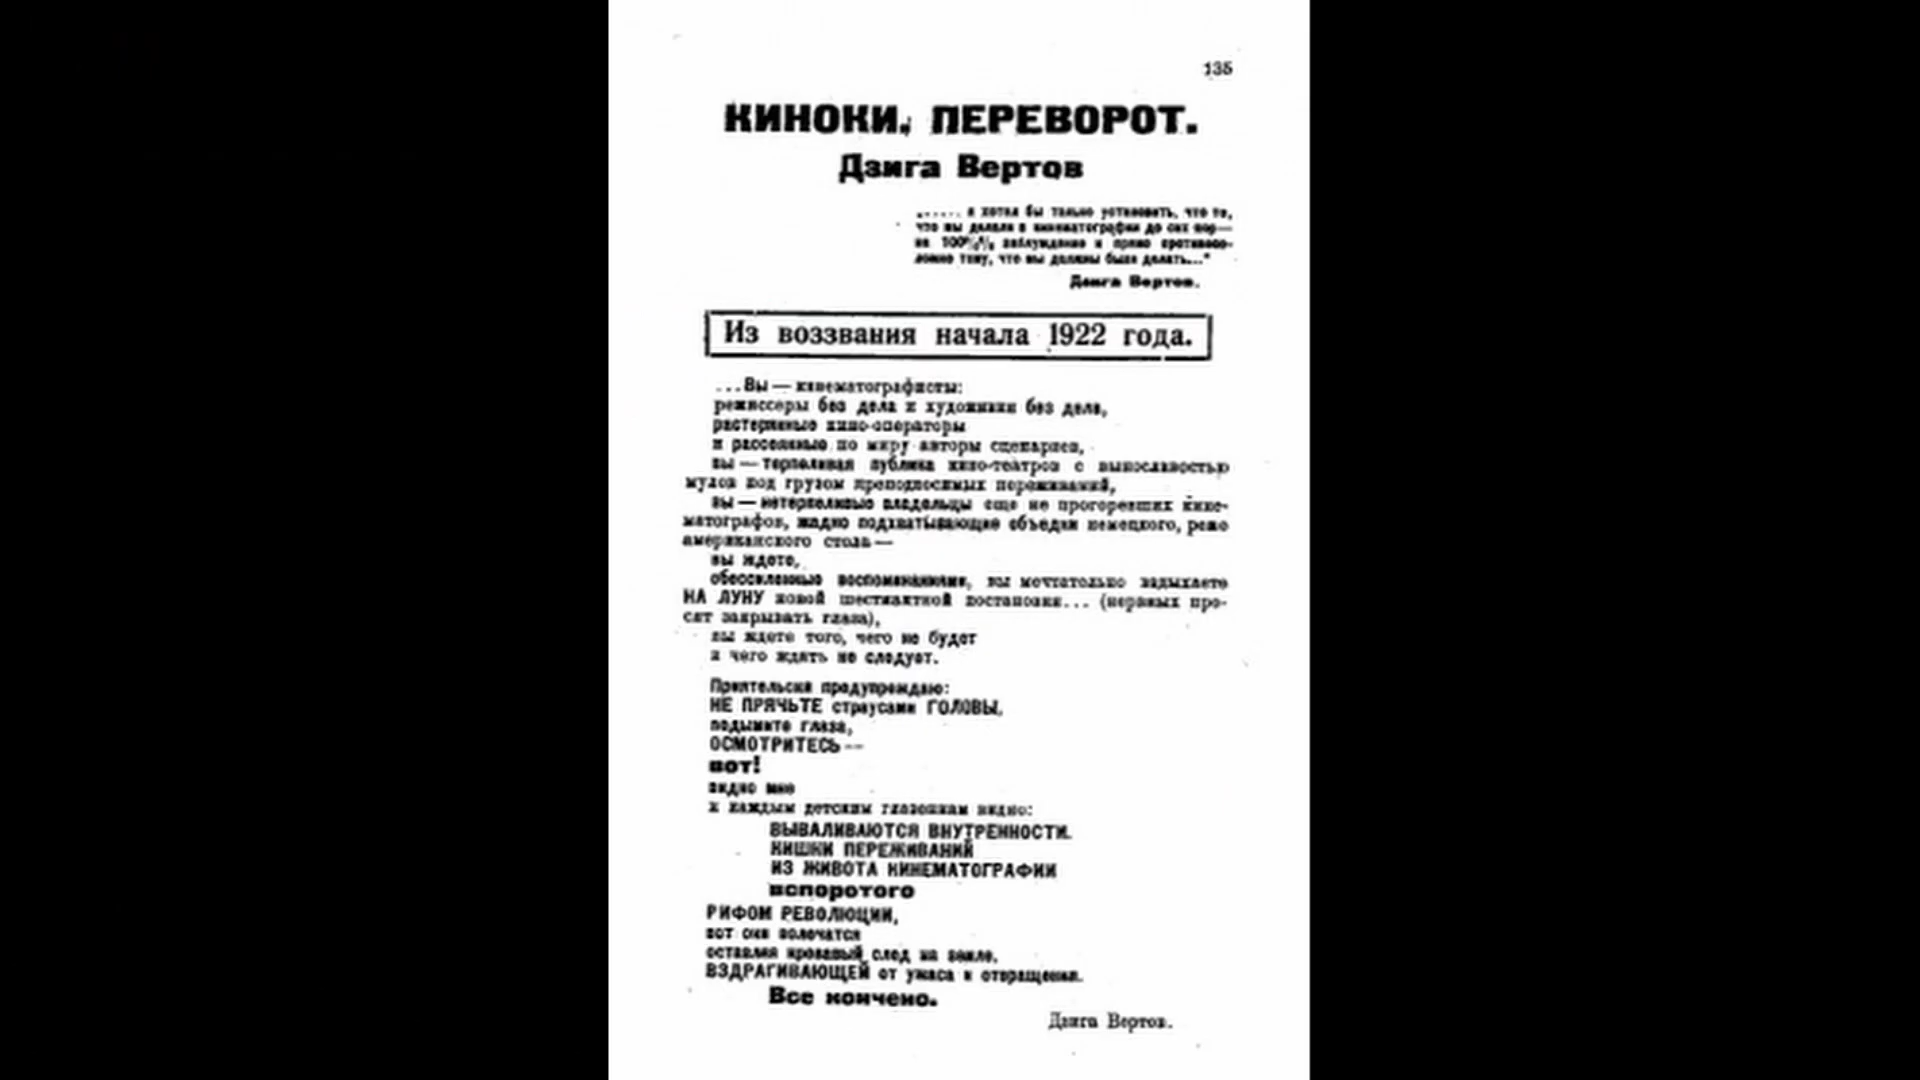 135
КИНОКИ. ПЕРЕВОРОТ.
Дзига Вертов
„..... я хотел бы только установить, что то,
что мы делали в кинематографии до сих пор—
на 100% заблуждение и прямо противопо-
ложно тому, что мы должны были делать..."
Дзига Вертов.
Из воззвания начала 1922 года.
...Вы — кинематографисты:
режиссеры без дела и художники без дела,
растерянные кино-операторы
и рассеянные по миру авторы сценариев,
вы — терпеливая публика кино-театров с выносливостью
мулов под грузом преподносимых переживаний,
вы — нетерпеливые владельцы еще не прогоревших кине-
матографов, жадно подхватывающие объедки немецкого, реже
американского стола —
вы ждете,
обессиленные воспоминаниями, вы мечтательно вздыхаете
НА ЛУНУ новой шестиактной постановки... (нервных про-
сят закрывать глаза),
вы ждете того, чего не будет
и чего ждать не следует.
Приятельски предупреждаю:
НЕ ПРЯЧЬТЕ страусами ГОЛОВЫ,
подымите глаза,
ОСМОТРИТЕСЬ —
вот!
видно мне
и каждым детским глазенкам видно:
ВЫВАЛИВАЮТСЯ ВНУТРЕННОСТИ.
КИШКИ ПЕРЕЖИВАНИЙ
ИЗ ЖИВОТА КИНЕМАТОГРАФИИ
вспоротого
РИФОМ РЕВОЛЮЦИИ,
вот они волочатся
оставляя кровавый след на земле,
ВЗДРАГИВАЮЩЕЙ от ужаса и отвращения.
Все кончено.
Дзига Вертов.